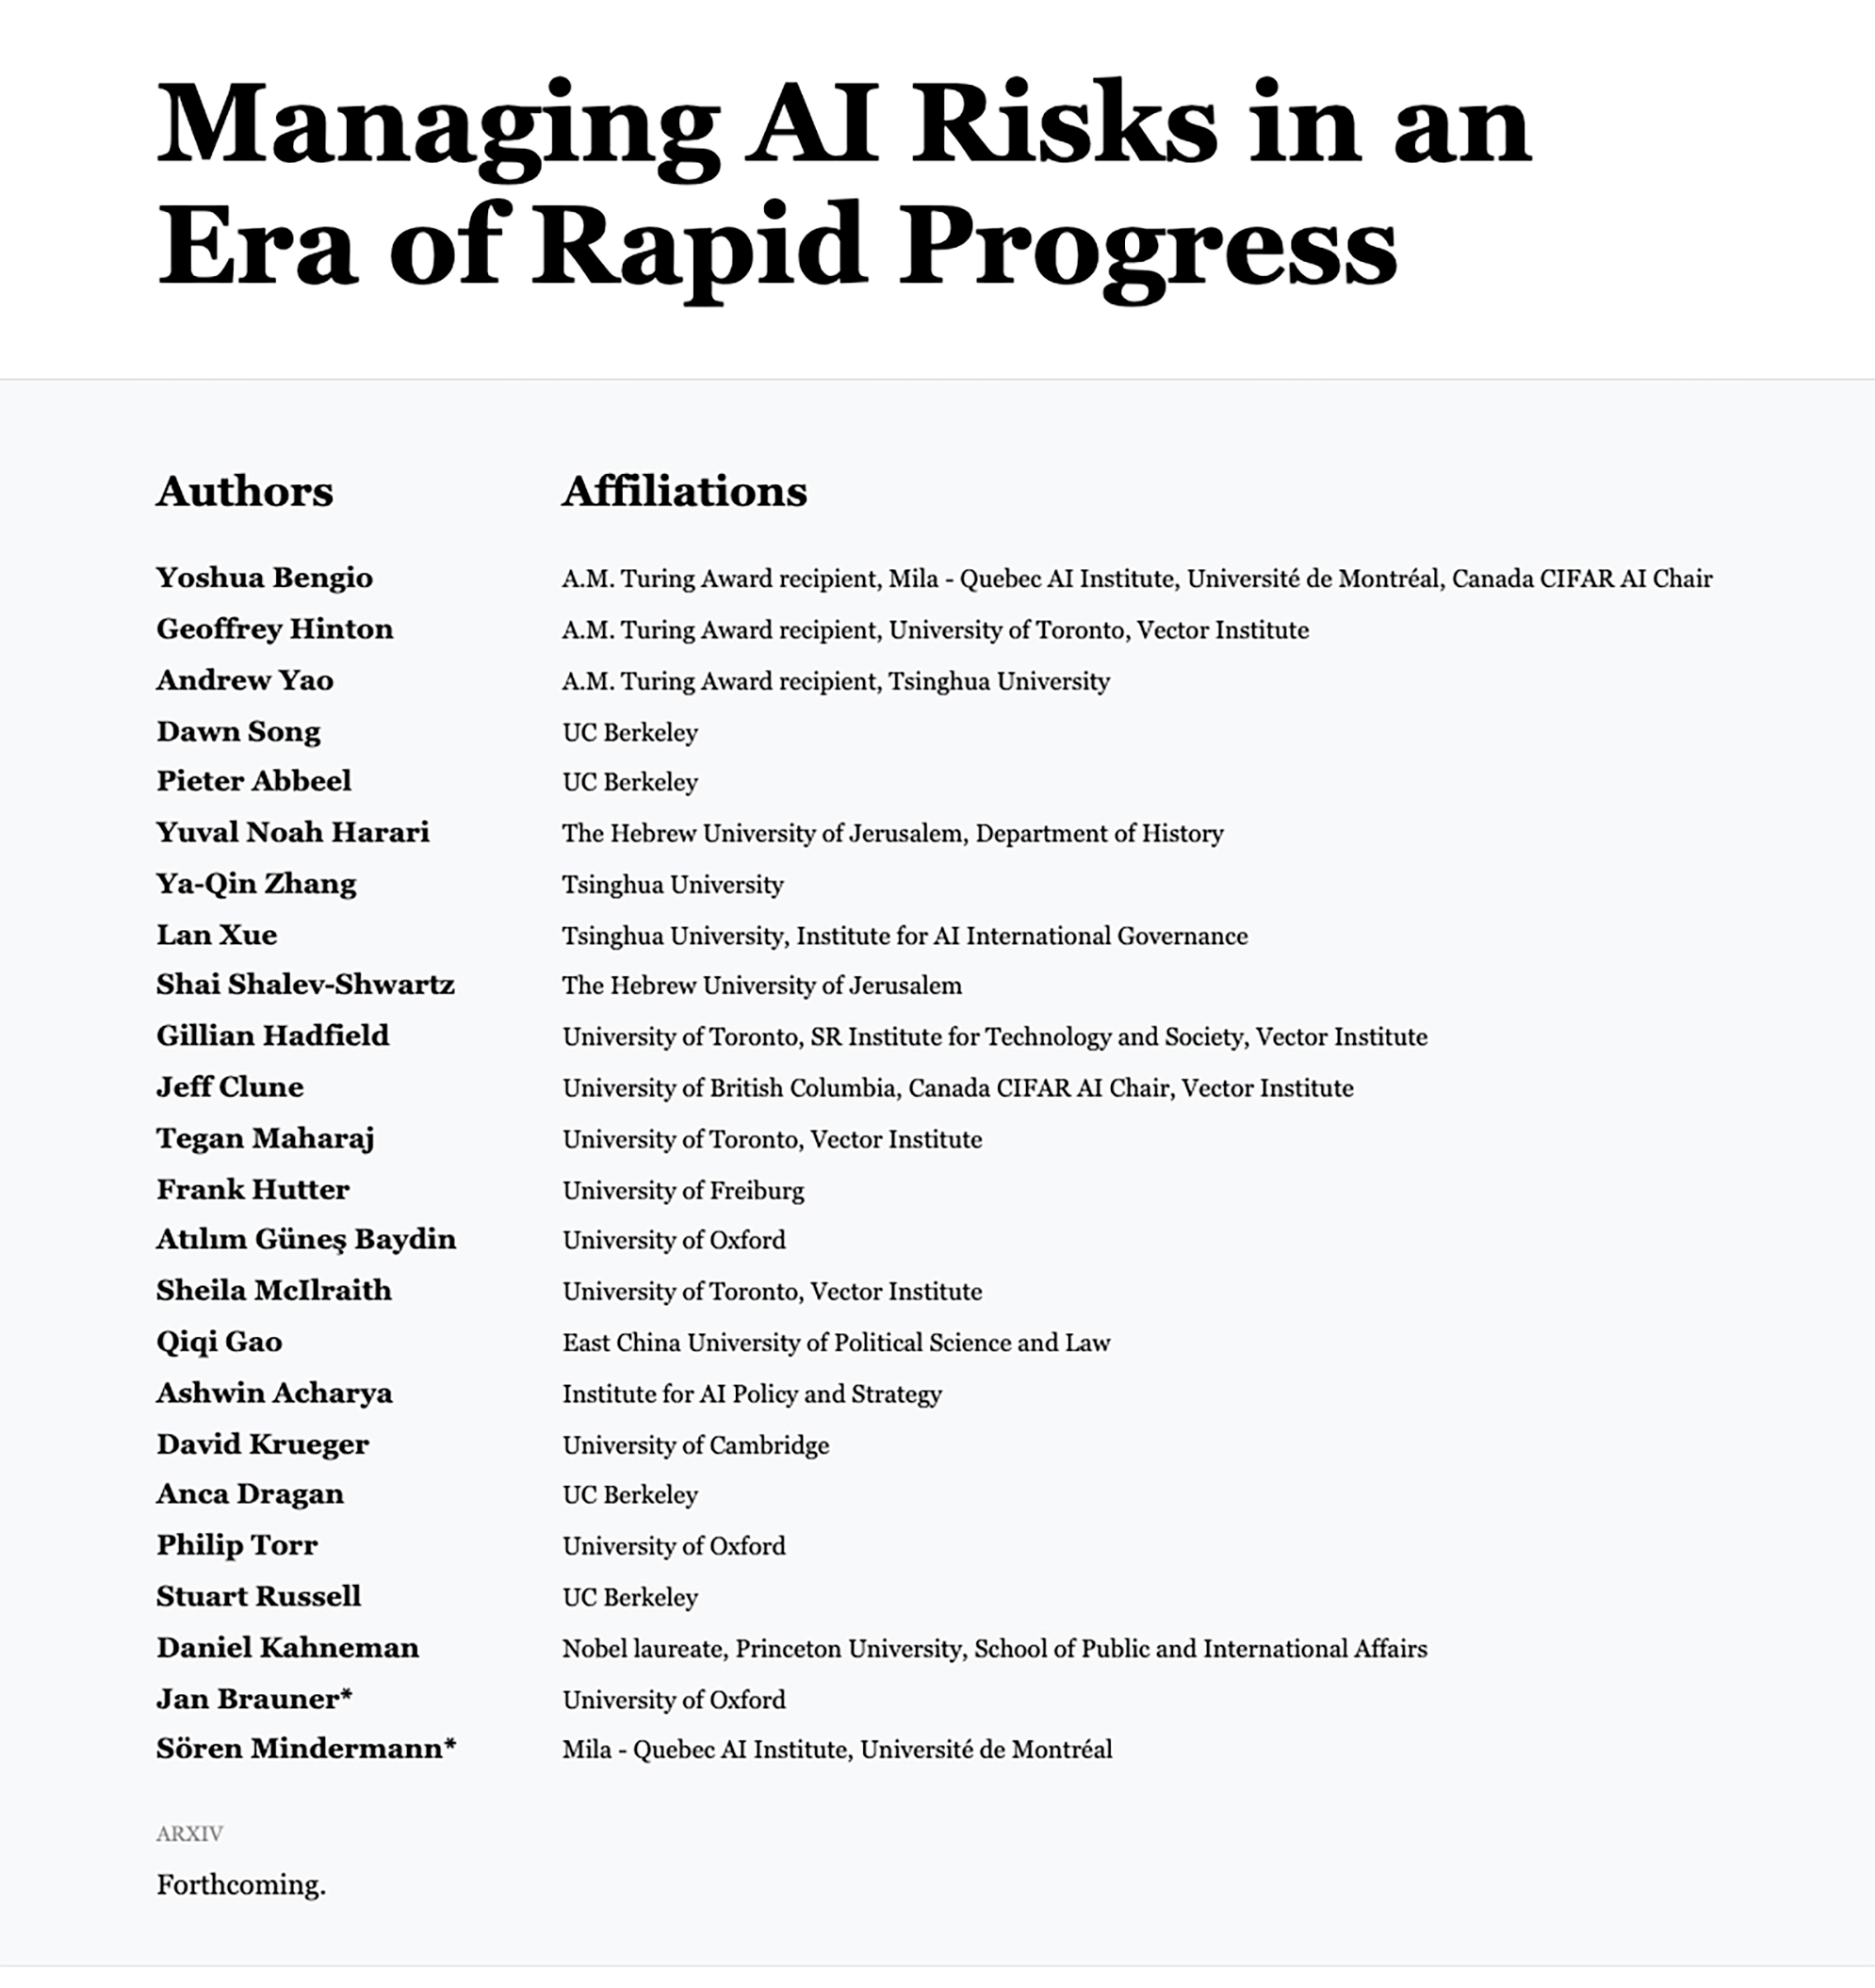 Managing AI Risks in an
Era of Rapid Progress
Authors Affiliations
Yoshua Bengio A.M. Turing Award recipient, Mila - Quebec AI Institute, Université de Montréal, Canada CIFAR AI Chair
Geoffrey Hinton A.M. Turing Award recipient, University of Toronto, Vector Institute
Andrew Yao A.M. Turing Award recipient, Tsinghua University
Dawn Song UC Berkeley
Pieter Abbeel UC Berkeley
Yuval Noah Harari The Hebrew University of Jerusalem, Department of History
Ya-Qin Zhang Tsinghua University
Lan Xue Tsinghua University, Institute for AI International Governance
Shai Shalev-Shwartz The Hebrew University of Jerusalem
Gillian Hadfield University of Toronto, SR Institute for Technology and Society, Vector Institute
Jeff Clune University of British Columbia, Canada CIFAR AI Chair, Vector Institute
Tegan Maharaj University of Toronto, Vector Institute
Frank Hutter University of Freiburg
Atılım Güneş Baydin University of Oxford
Sheila McIlraith University of Toronto, Vector Institute
Qiqi Gao East China University of Political Science and Law
Ashwin Acharya Institute for AI Policy and Strategy
David Krueger University of Cambridge
Anca Dragan UC Berkeley
Philip Torr University of Oxford
Stuart Russell UC Berkeley
Daniel Kahneman Nobel laureate, Princeton University, School of Public and International Affairs
Jan Brauner* University of Oxford
Sören Mindermann* Mila - Quebec AI Institute, Université de Montréal
ARXIV
Forthcoming.